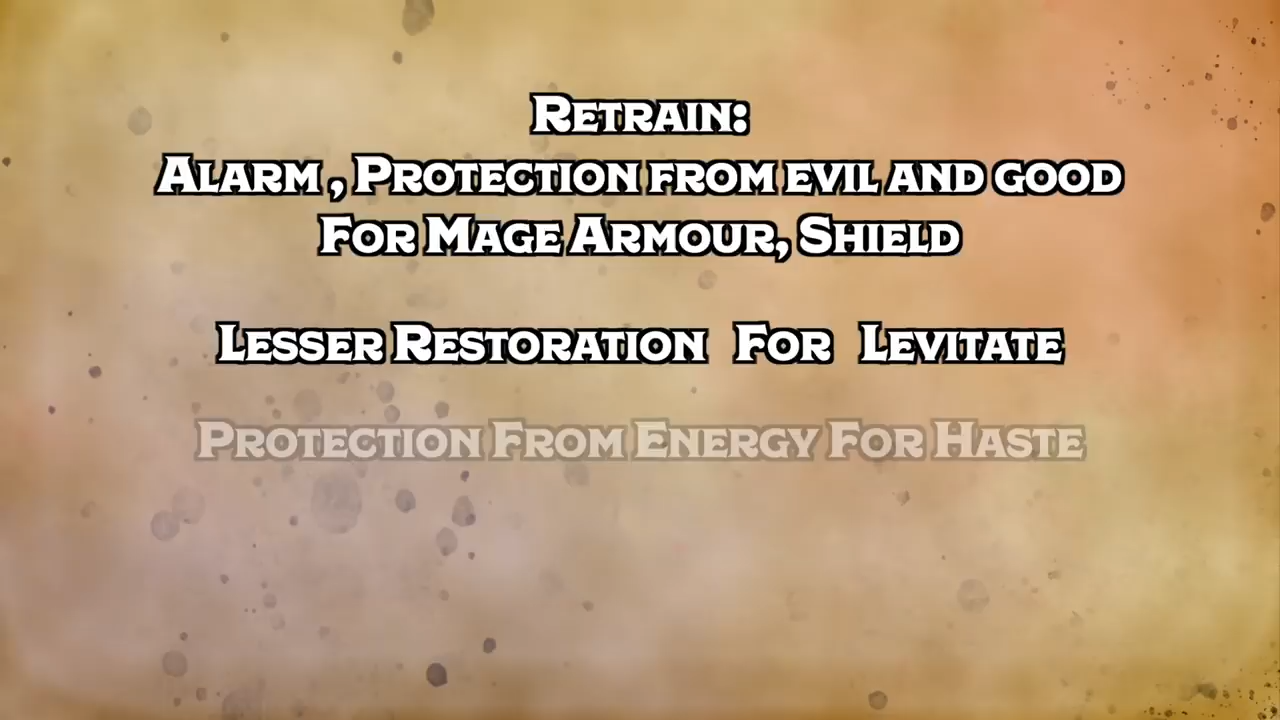 Retrain:
Alarm , Protection from evil and good
For Mage Armour, Shield
Lesser Restoration For Levitate
Protection From Energy For Haste